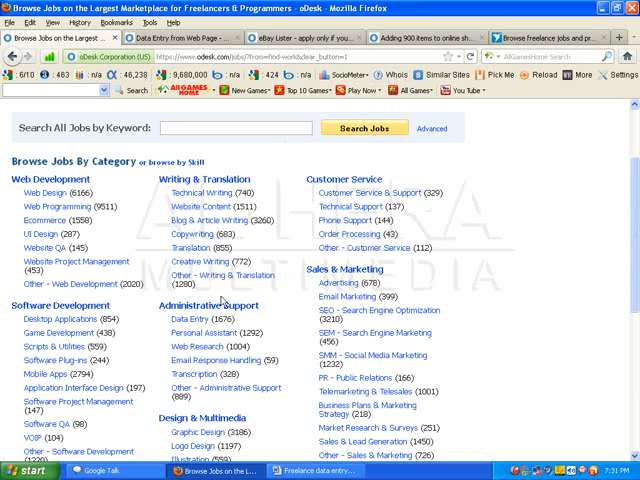 Browse Jobs on the Largest Marketplace for Freelancers & Programmers - oDesk - Mozilla Firefox
File Edit View History Bookmarks Tools Help
Browse Jobs on the Largest ... Data Entry from Web Page - ... eBay Lister - apply only if you... Adding 900 items to online sh... Browse freelance jobs and pr...
oDesk Corporation (US) https://www.odesk.com/jobs/?from=find-work&clear_button=1 AllGamesHome Search
6/10 463 46,238 9,680,000 324 420 SocioMeter Whois Similar Sites Pick Me Reload More Settings
Search ALLGAMES HOME New Games Top 10 Games Play Now All Games You Tube
Search All Jobs by Keyword: Search Jobs Advanced
Browse Jobs By Category or browse by Skill
Web Development
Web Design (6166)
Web Programming (9511)
Ecommerce (1558)
UI Design (287)
Website QA (145)
Website Project Management
(453)
Other - Web Development (2020)
Software Development
Desktop Applications (854)
Game Development (438)
Scripts & Utilities (559)
Software Plug-ins (244)
Mobile Apps (2794)
Application Interface Design (197)
Software Project Management
(147)
Software QA (98)
VOIP (104)
Other - Software Development
(1220)
Writing & Translation
Technical Writing (740)
Website Content (1511)
Blog & Article Writing (3260)
Copywriting (683)
Translation (855)
Creative Writing (772)
Other - Writing & Translation
(1280)
Administrative Support
Data Entry (1676)
Personal Assistant (1292)
Web Research (1004)
Email Response Handling (59)
Transcription (328)
Other - Administrative Support
(889)
Design & Multimedia
Graphic Design (3186)
Logo Design (1197)
Illustration (559)
Customer Service
Customer Service & Support (329)
Technical Support (137)
Phone Support (144)
Order Processing (43)
Other - Customer Service (112)
Sales & Marketing
Advertising (678)
Email Marketing (399)
SEO - Search Engine Optimization
(3210)
SEM - Search Engine Marketing
(456)
SMM - Social Media Marketing
(1232)
PR - Public Relations (166)
Telemarketing & Telesales (1001)
Business Plans & Marketing
Strategy (218)
Market Research & Surveys (251)
Sales & Lead Generation (1450)
Other - Sales & Marketing (726)
MULTIMEDIA
start Google Talk Browse Jobs on the L... Freelance data entry... 7:31 PM